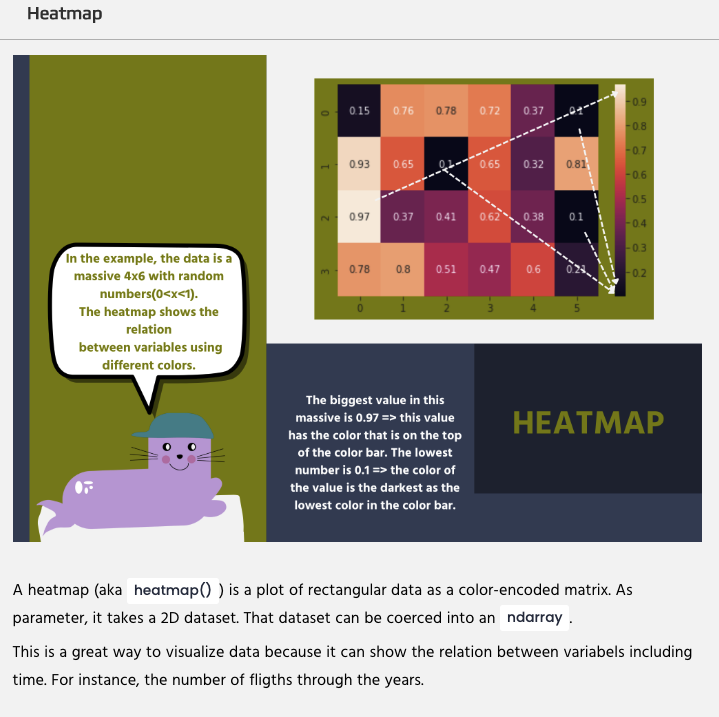 Heatmap
0 0.15 0.76 0.78 0.72 0.37 0.1
1 0.93 0.65 0.1 0.65 0.32 0.81
2 0.97 0.37 0.41 0.62 0.38 0.1
3 0.78 0.8 0.51 0.47 0.6 0.21
0 1 2 3 4 5
0.9
0.8
0.7
0.6
0.5
0.4
0.3
0.2
In the example, the data is a
massive 4x6 with random
numbers(0<x<1).
The heatmap shows the
relation
between variables using
different colors.
The biggest value in this
massive is 0.97 => this value
has the color that is on the top
of the color bar. The lowest
number is 0.1 => the color of
the value is the darkest as the
lowest color in the color bar.
HEATMAP
A heatmap (aka heatmap() ) is a plot of rectangular data as a color-encoded matrix. As
parameter, it takes a 2D dataset. That dataset can be coerced into an ndarray .
This is a great way to visualize data because it can show the relation between variabels including
time. For instance, the number of fligths through the years.